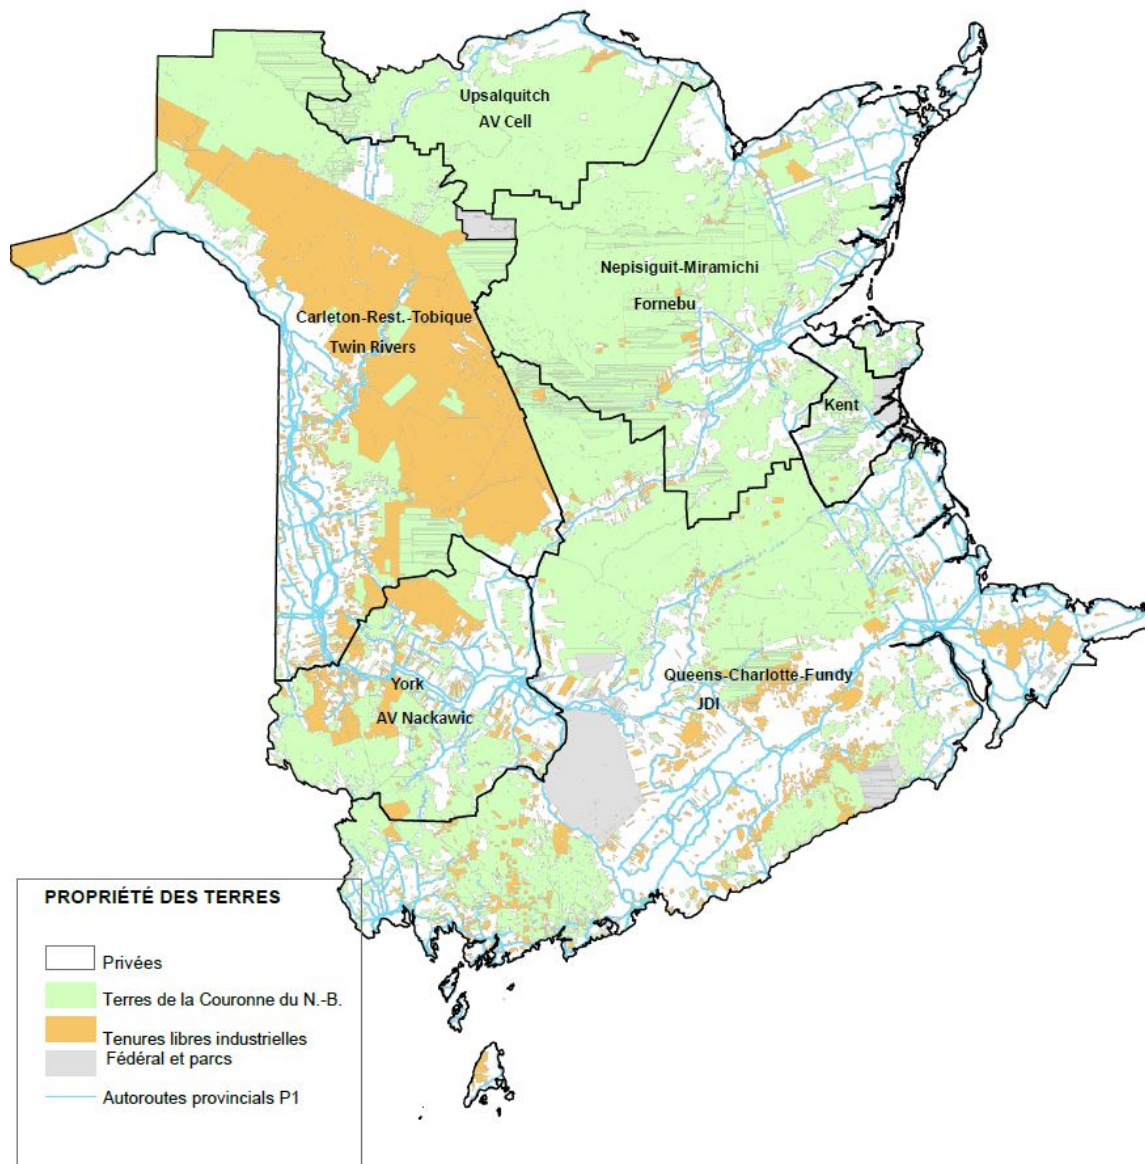 Upsalquitch
AV Cell
Nepisiguit-Miramichi
Fornebu
Carleton-Rest.-Tobique
Twin Rivers
Kent
Queens-Charlotte-Fundy
JDI
York
AV Nackawic
PROPRIÉTÉ DES TERRES
Privées
Terres de la Couronne du N.-B.
Tenures libres industrielles
Fédéral et parcs
Autoroutes provincials P1